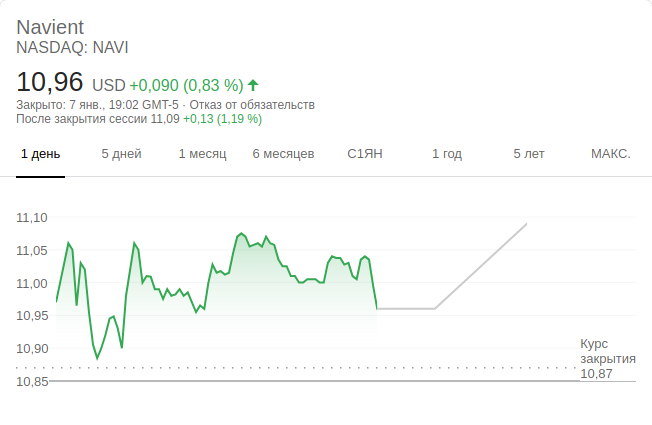 Navient
NASDAQ: NAVI
10,96 USD +0,090 (0,83 %)
Закрыто: 7 янв., 19:02 GMT-5 · Отказ от обязательств
После закрытия сессии 11,09 +0,13 (1,19 %)
1 день 5 дней 1 месяц 6 месяцев С1ЯН 1 год 5 лет МАКС.
11,10
11,05
11,00
10,95
10,90
10,85
Курс
закрытия
10,87